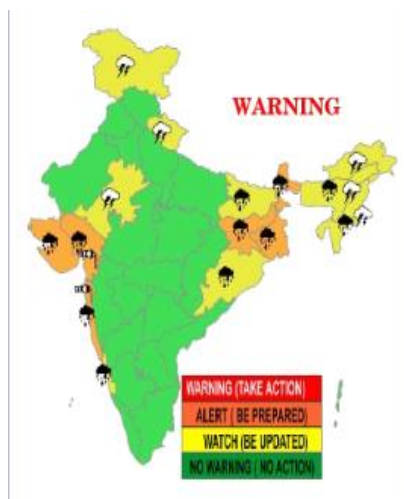 WARNING
WARNING (TAKE ACTION)
ALERT ( BE PREPARED)
WATCH (BE UPDATED)
NO WARNING ( NO ACTION)